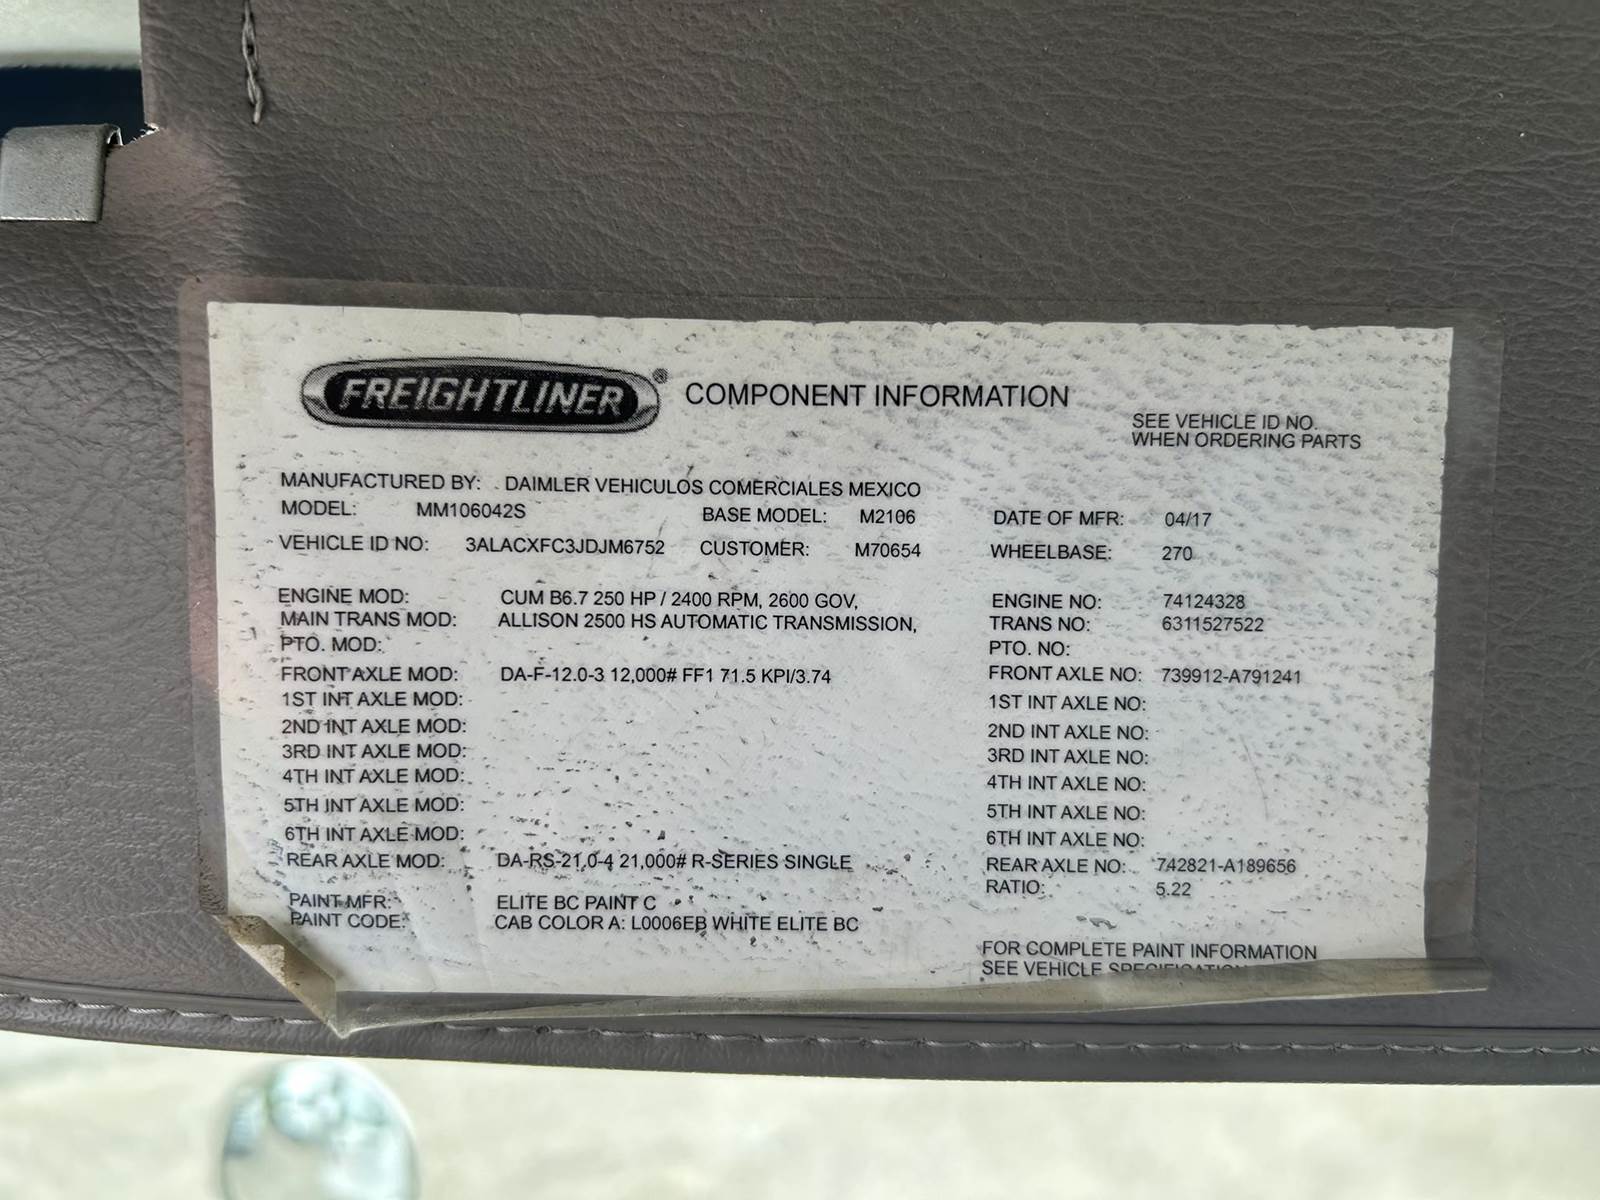 FREIGHTLINER® COMPONENT INFORMATION
SEE VEHICLE ID NO.
WHEN ORDERING PARTS
MANUFACTURED BY: DAIMLER VEHICULOS COMERCIALES MEXICO
MODEL: MM106042S BASE MODEL: M2106 DATE OF MFR: 04/17
VEHICLE ID NO: 3ALACXFC3JDJM6752 CUSTOMER: M70654 WHEELBASE: 270
ENGINE MOD: CUM B6.7 250 HP / 2400 RPM, 2600 GOV, ENGINE NO: 74124328
MAIN TRANS MOD: ALLISON 2500 HS AUTOMATIC TRANSMISSION, TRANS NO: 6311527522
PTO. MOD: PTO. NO:
FRONT AXLE MOD: DA-F-12.0-3 12,000# FF1 71.5 KPI/3.74 FRONT AXLE NO: 739912-A791241
1ST INT AXLE MOD: 1ST INT AXLE NO:
2ND INT AXLE MOD: 2ND INT AXLE NO:
3RD INT AXLE MOD: 3RD INT AXLE NO:
4TH INT AXLE MOD: 4TH INT AXLE NO:
5TH INT AXLE MOD: 5TH INT AXLE NO:
6TH INT AXLE MOD: 6TH INT AXLE NO:
REAR AXLE MOD: DA-RS-21.0-4 21,000# R-SERIES SINGLE REAR AXLE NO: 742821-A189656
RATIO: 5.22
PAINT MFR: ELITE BC PAINT C
PAINT CODE: CAB COLOR A: L0006EB WHITE ELITE BC
FOR COMPLETE PAINT INFORMATION
SEE VEHICLE SPECIFICATION